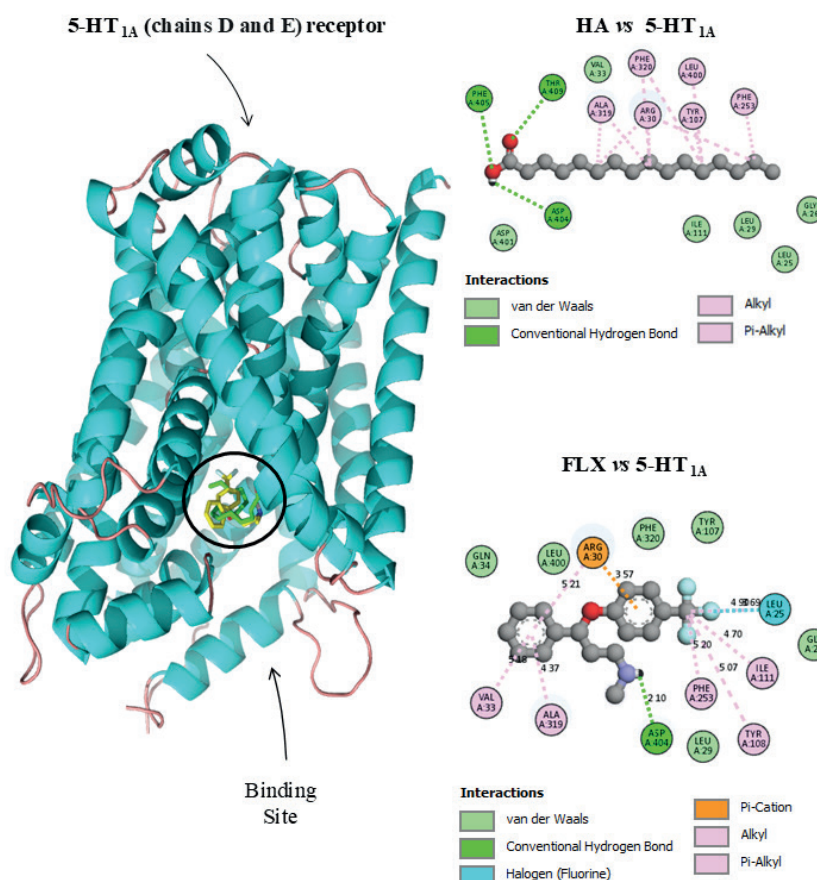 5-HT1A (chains D and E) receptor
Binding
Site
HA vs 5-HT1A
VAL
A:33
PHE
A:320
LEU
A:400
PHE
A:405
THR
A:409
ALA
A:319
ARG
A:30
TYR
A:107
PHE
A:253
ASP
A:401
ASP
A:404
ILE
A:111
LEU
A:29
LEU
A:25
GLY
Interactions
van der Waals
Conventional Hydrogen Bond
Alkyl
Pi-Alkyl
FLX vs 5-HT1A
GLN
A:34
LEU
A:400
ARG
A:30
PHE
A:320
TYR
A:107
5 21
3 57
LEU
A:25
4 70
5 20
5 07
4 37
2 10
VAL
A:33
ALA
A:319
ASP
A:404
LEU
A:29
PHE
A:253
ILE
A:111
TYR
A:108
Interactions
van der Waals
Conventional Hydrogen Bond
Halogen (Fluorine)
Pi-Cation
Alkyl
Pi-Alkyl